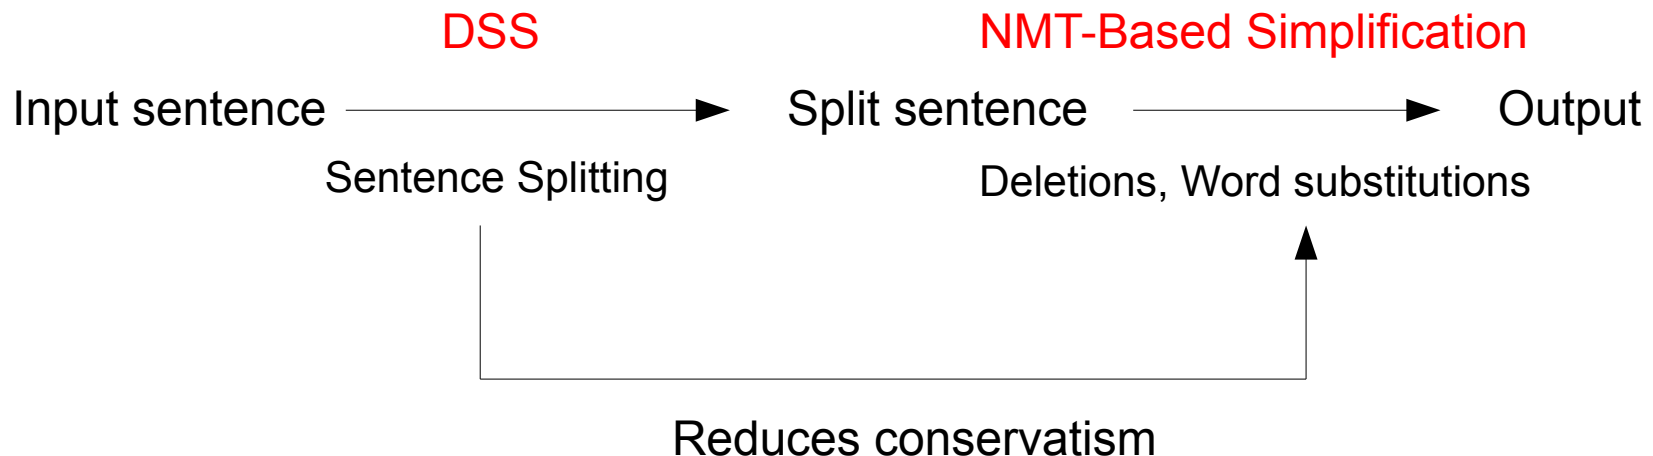 DSS
NMT-Based Simplification
Input sentence
Split sentence
Output
Sentence Splitting
Deletions, Word substitutions
Reduces conservatism